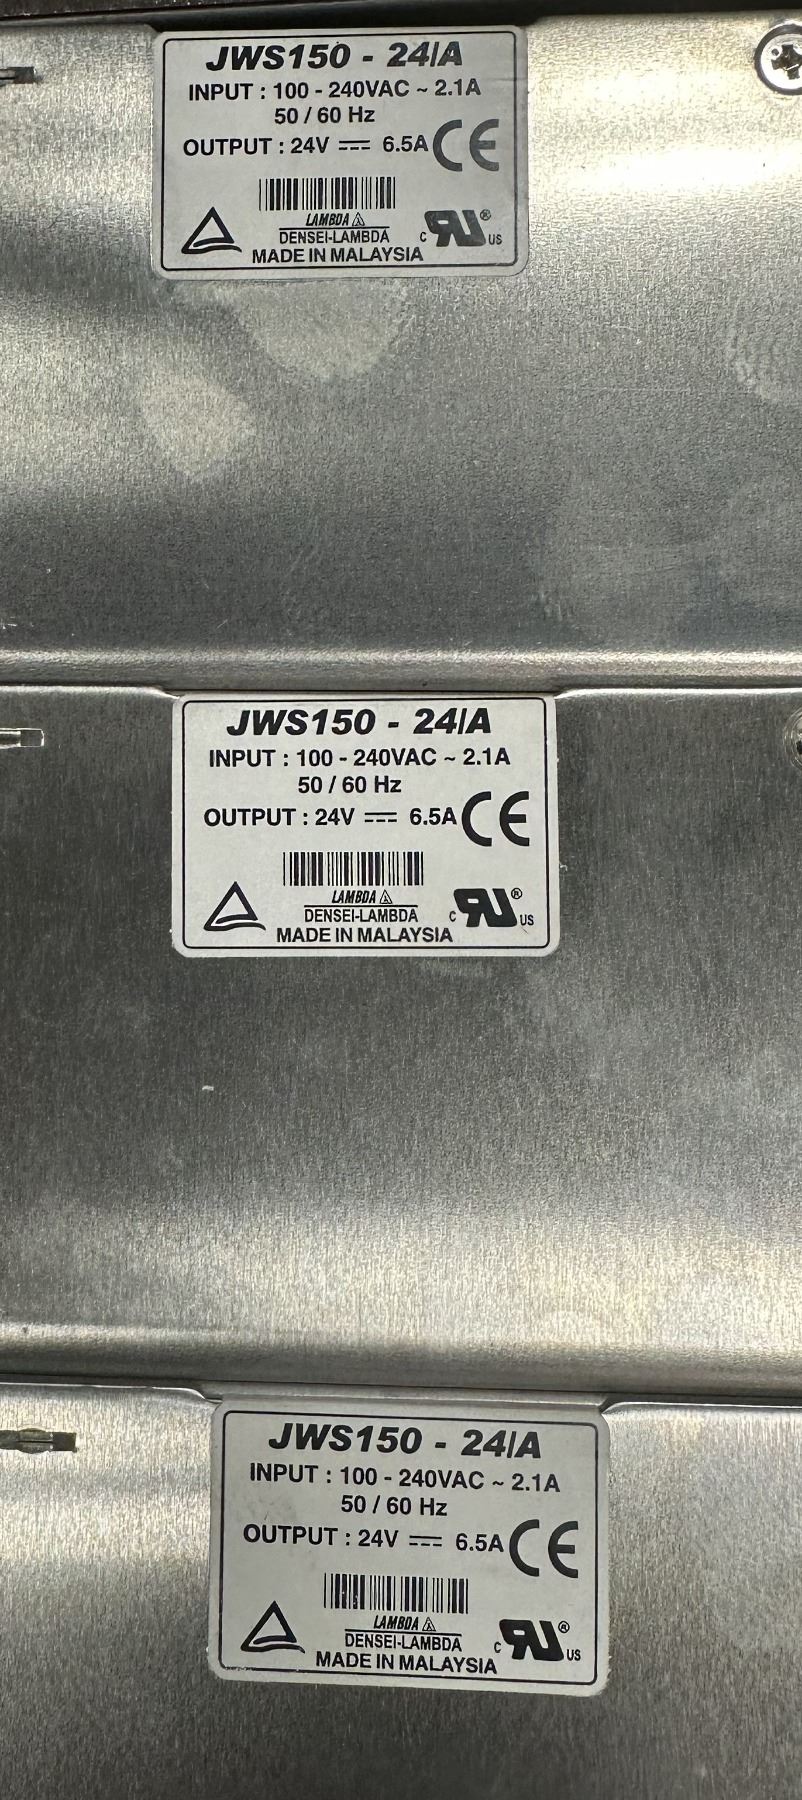 JWS150 - 24/A
INPUT : 100 - 240VAC ~ 2.1A
50 / 60 Hz
OUTPUT : 24V ⎓ 6.5A CE
LAMBDA
DENSEI-LAMBDA
c RU ® US
MADE IN MALAYSIA
JWS150 - 24/A
INPUT : 100 - 240VAC ~ 2.1A
50 / 60 Hz
OUTPUT : 24V ⎓ 6.5A CE
LAMBDA
DENSEI-LAMBDA
c RU ® US
MADE IN MALAYSIA
JWS150 - 24/A
INPUT : 100 - 240VAC ~ 2.1A
50 / 60 Hz
OUTPUT : 24V ⎓ 6.5A CE
LAMBDA
DENSEI-LAMBDA
c RU ® US
MADE IN MALAYSIA